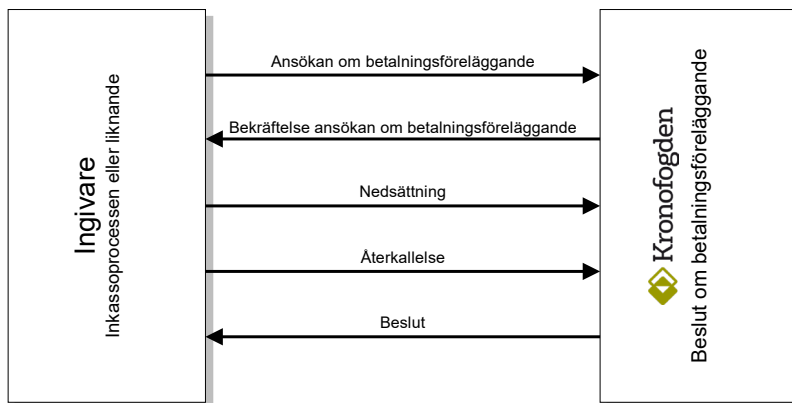 Ingivare
Inkassoprocessen eller liknande
Ansökan om betalningsföreläggande
Bekräftelse ansökan om betalningsföreläggande
Nedsättning
Återkallelse
Beslut
Kronofogden
Beslut om betalningsföreläggande